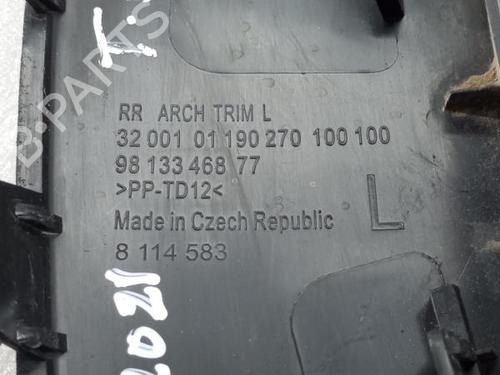 B-PARTS
RR ARCH TRIM L
32 001 01 190 270 100 100
98 133 468 77
>PP-TD12<
Made in Czech Republic
L
8 114 583